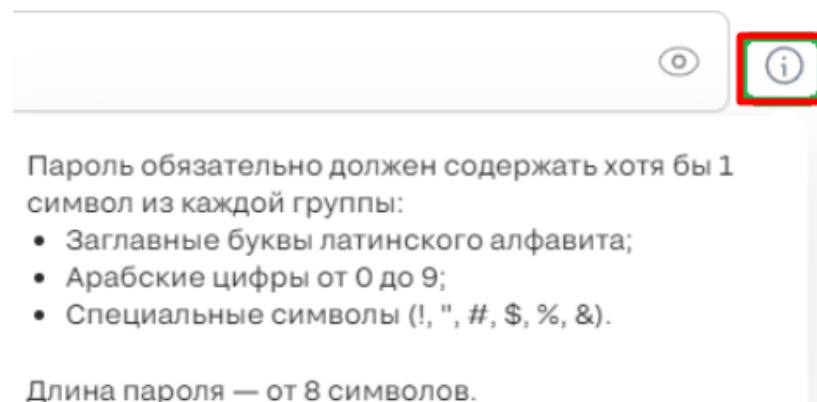 Пароль обязательно должен содержать хотя бы 1
символ из каждой группы:
• Заглавные буквы латинского алфавита;
• Арабские цифры от 0 до 9;
• Специальные символы (!, ", #, $, %, &).
Длина пароля — от 8 символов.